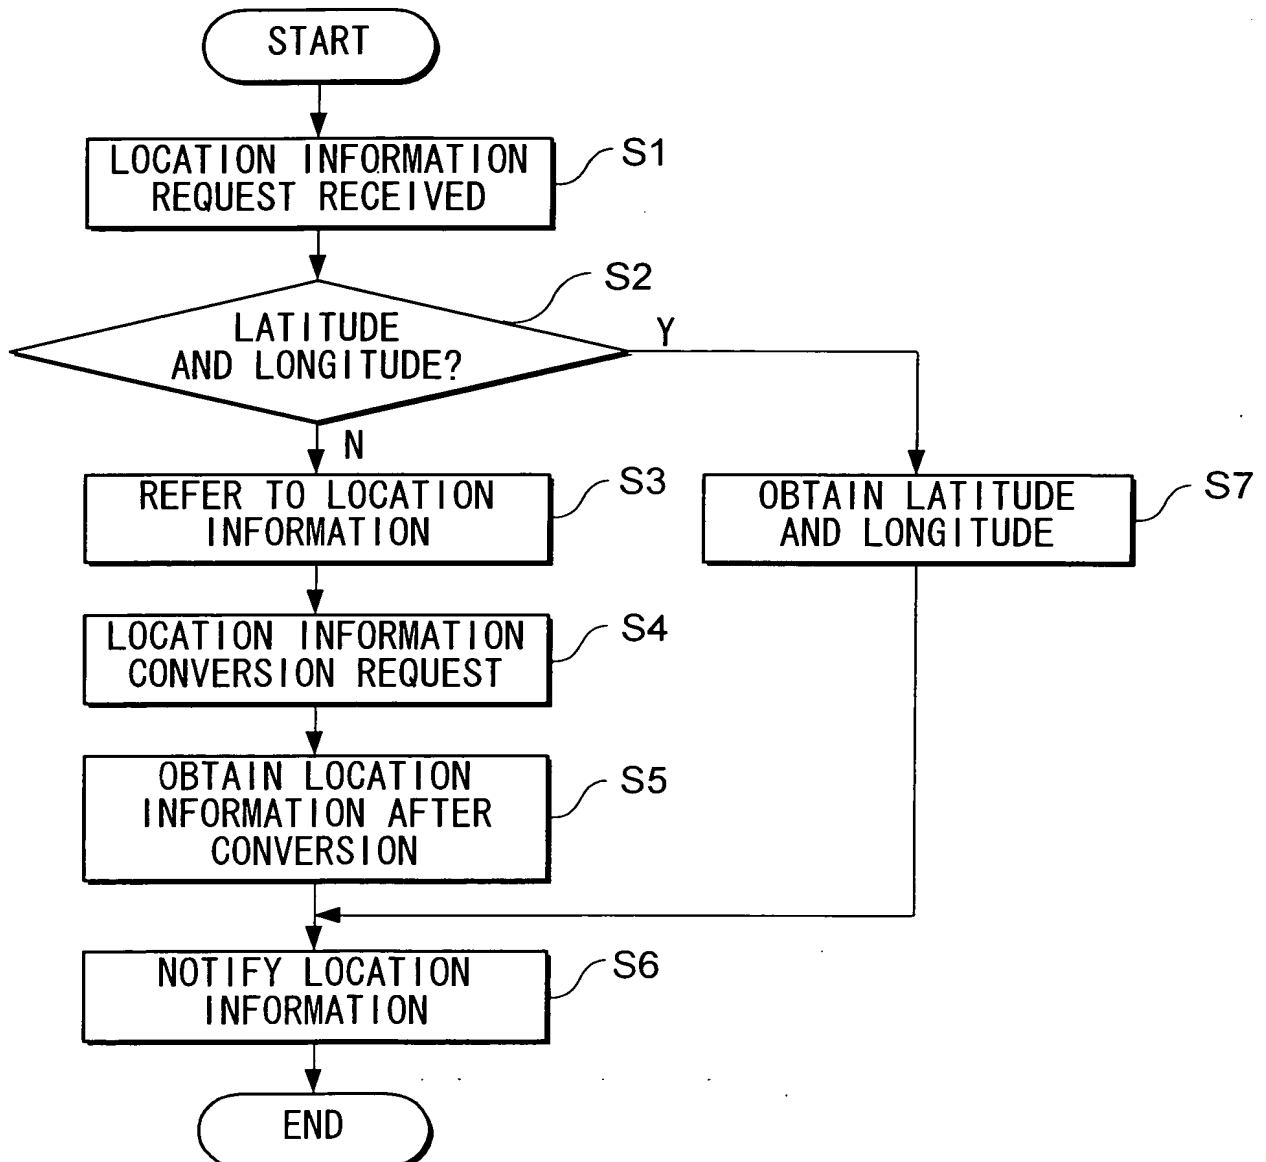 START
LOCATION INFORMATION
REQUEST RECEIVED
S1
S2
LATITUDE
AND LONGITUDE?
Y
N
REFER TO LOCATION
INFORMATION
S3
OBTAIN LATITUDE
AND LONGITUDE
S7
LOCATION INFORMATION
CONVERSION REQUEST
S4
OBTAIN LOCATION
INFORMATION AFTER
CONVERSION
S5
NOTIFY LOCATION
INFORMATION
S6
END